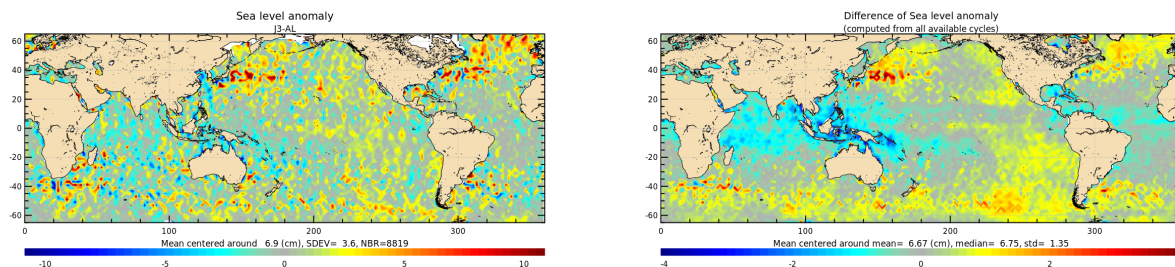 Sea level anomaly
J3-AL
60
40
20
0
-20
-40
-60
0 100 200 300
Mean centered around 6.9 (cm), SDEV= 3.6, NBR=8819
-10 -5 0 5 10
Difference of Sea level anomaly
(computed from all available cycles)
60
40
20
0
-20
-40
-60
0 100 200 300
Mean centered around mean= 6.67 (cm), median= 6.75, std= 1.35
-4 -2 0 2